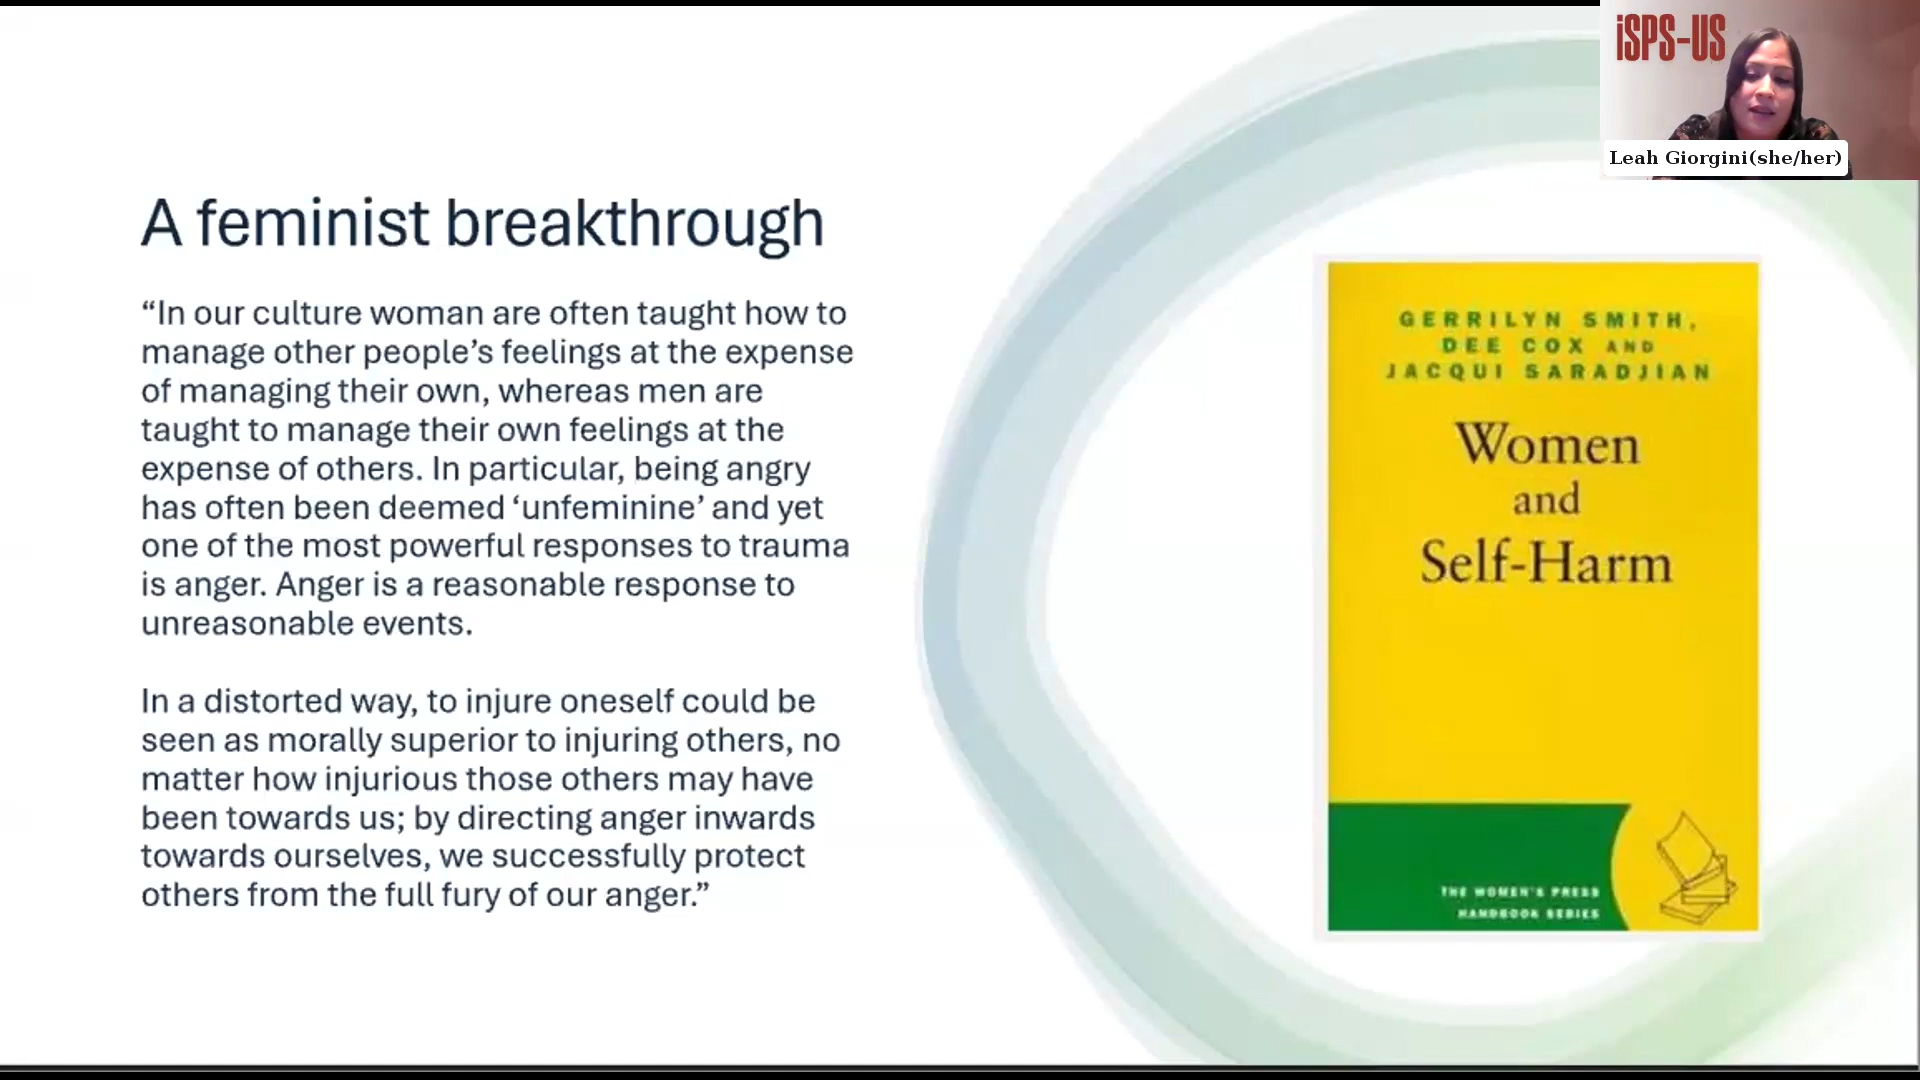 iSPS-US
Leah Giorgini(she/her)
A feminist breakthrough
“In our culture woman are often taught how to
manage other people’s feelings at the expense
of managing their own, whereas men are
taught to manage their own feelings at the
expense of others. In particular, being angry
has often been deemed ‘unfeminine’ and yet
one of the most powerful responses to trauma
is anger. Anger is a reasonable response to
unreasonable events.
In a distorted way, to injure oneself could be
seen as morally superior to injuring others, no
matter how injurious those others may have
been towards us; by directing anger inwards
towards ourselves, we successfully protect
others from the full fury of our anger.”
GERRILYN SMITH,
DEE COX AND
JACQUI SARADJIAN
Women
and
Self-Harm
THE WOMEN'S PRESS
HANDBOOK SERIES